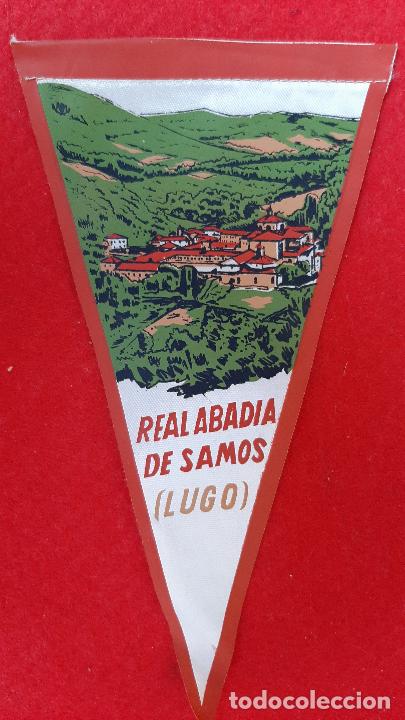 REAL ABADIA
DE SAMOS
(LUGO)
todocoleccion